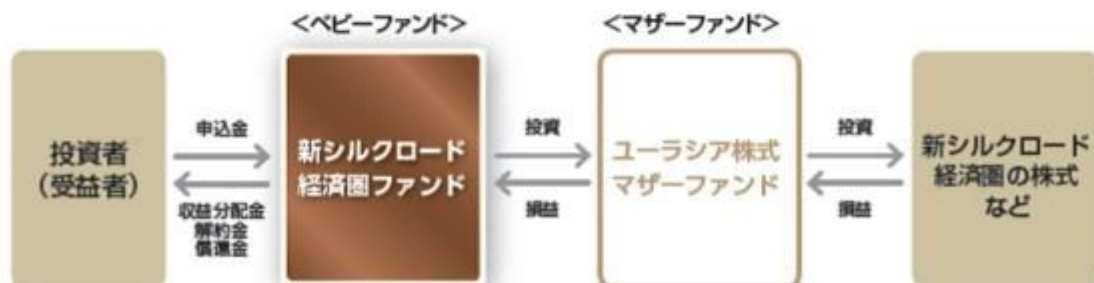 <ベビーファンド>
<マザーファンド>
投資者
(受益者)
申込金
収益分配金
解約金
償還金
新シルクロード
経済圏ファンド
投資
損益
ユーラシア株式
マザーファンド
投資
損益
新シルクロード
経済圏の株式
など